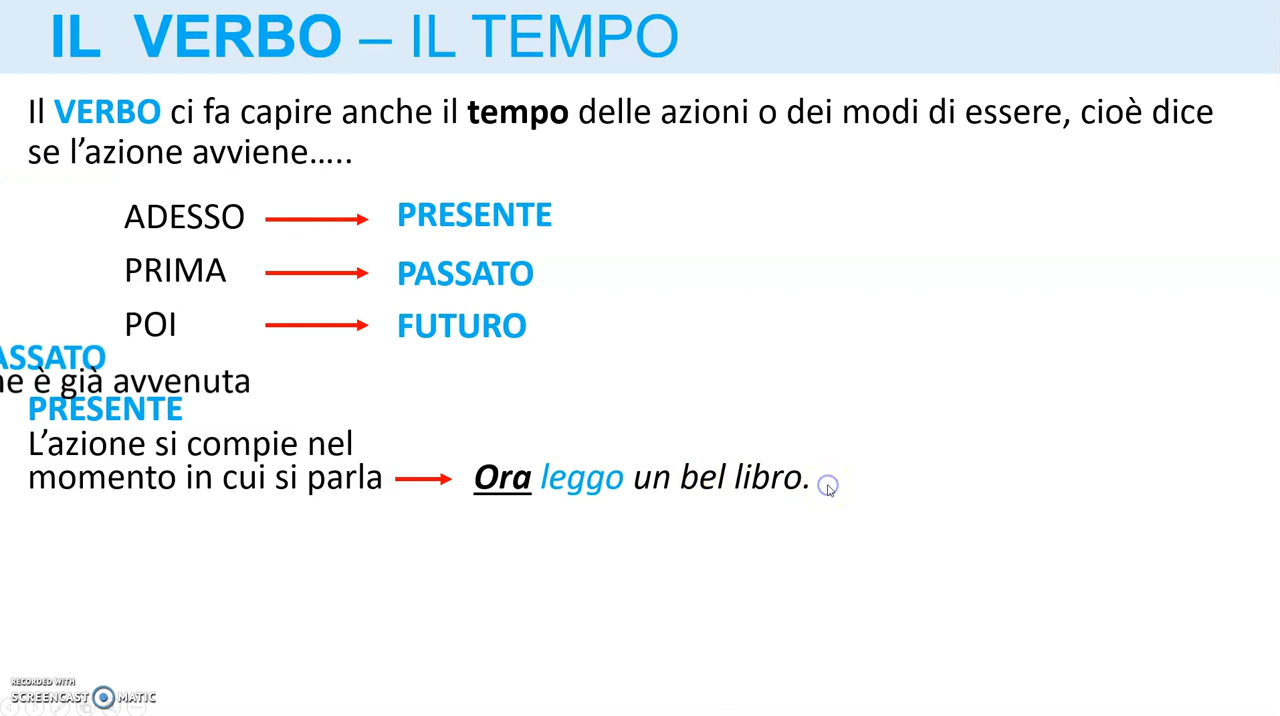 IL VERBO – IL TEMPO
Il VERBO ci fa capire anche il tempo delle azioni o dei modi di essere, cioè dice
se l'azione avviene.....
ADESSO PRESENTE
PRIMA PASSATO
POI FUTURO
ASSATO
ne è già avvenuta
PRESENTE
L'azione si compie nel
momento in cui si parla Ora leggo un bel libro.
RECORDED WITH
SCREENCAST MATIC